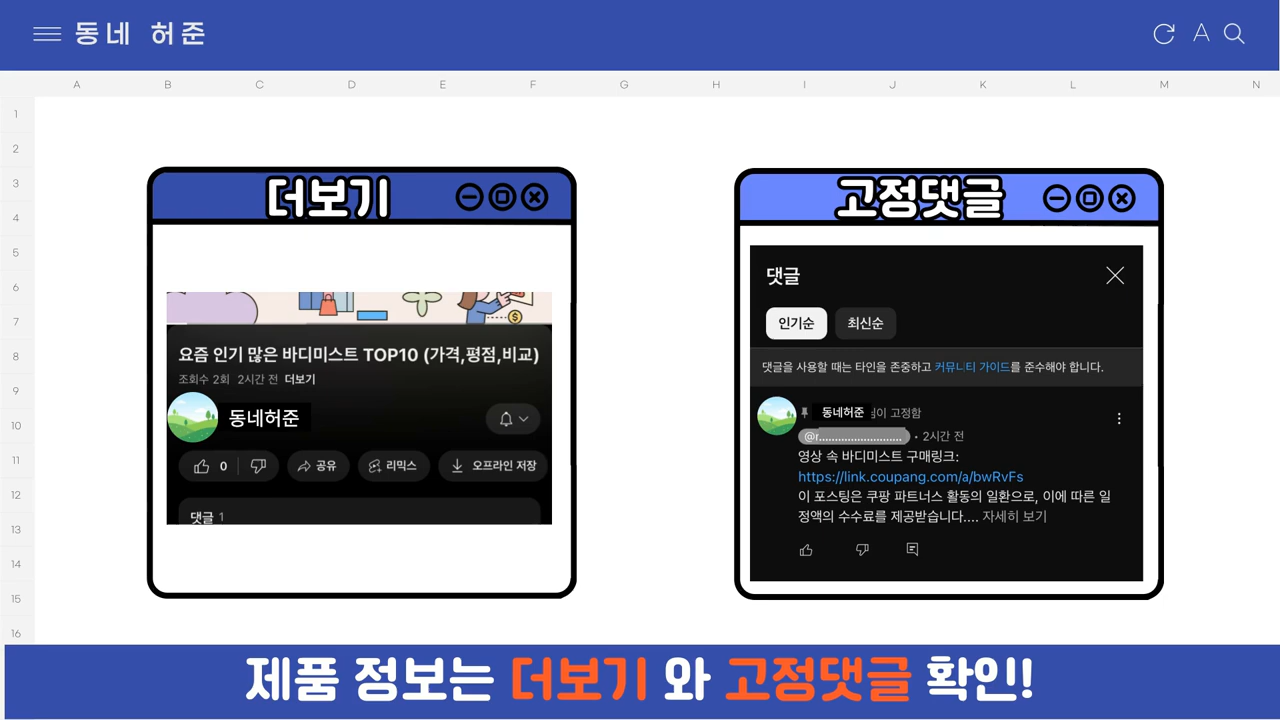 동네 허준
A
A B C D E F G H I J K L M N
1
2
3
4
5
6
7
8
9
10
11
12
13
14
15
16
더보기
요즘 인기 많은 바디미스트 TOP10 (가격,평점,비교)
조회수 2회 2시간 전 더보기
동네허준
0 공유 리믹스 오프라인 저장
댓글 1
고정댓글
댓글
인기순 최신순
댓글을 사용할 때는 타인을 존중하고 커뮤니티 가이드를 준수해야 합니다.
동네허준 님이 고정함
@r.......................... • 2시간 전
영상 속 바디미스트 구매링크:
https://link.coupang.com/a/bwRvFs
이 포스팅은 쿠팡 파트너스 활동의 일환으로, 이에 따른 일
정액의 수수료를 제공받습니다.... 자세히 보기
제품 정보는 더보기 와 고정댓글 확인!